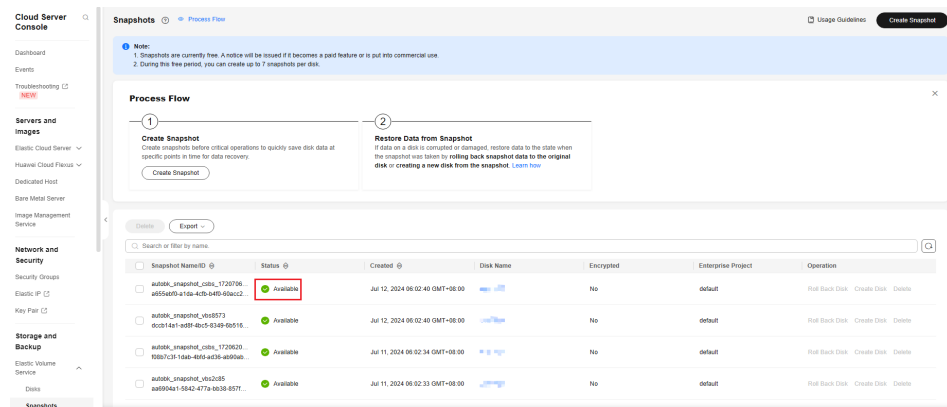 Cloud Server Console
Dashboard
Events
Troubleshooting
NEW
Servers and Images
Elastic Cloud Server
Huawei Cloud Flexus
Dedicated Host
Bare Metal Server
Image Management Service
Network and Security
Security Groups
Elastic IP
Key Pair
Storage and Backup
Elastic Volume Service
Disks
Snapshots
Snapshots
Process Flow
Usage Guidelines
Create Snapshot
Note:
1. Snapshots are currently free. A notice will be issued if it becomes a paid feature or is put into commercial use.
2. During this free period, you can create up to 7 snapshots per disk.
Process Flow
1
Create Snapshot
Create snapshots before critical operations to quickly save disk data at
specific points in time for data recovery.
Create Snapshot
2
Restore Data from Snapshot
If data on a disk is corrupted or damaged, restore data to the state when
the snapshot was taken by rolling back snapshot data to the original
disk or creating a new disk from the snapshot. Learn how
Delete Export
Search or filter by name.
Snapshot Name/ID Status Created Disk Name Encrypted Enterprise Project Operation
autobk_snapshot_csbs_1720706...
a655ebf0-a1da-4cfb-b4f0-60acc2...
Available Jul 12, 2024 06:02:40 GMT+08:00 No default Roll Back Disk Create Disk Delete
autobk_snapshot_vbs8573
dccb14a1-ad8f-4bc5-8349-6b516...
Available Jul 12, 2024 06:02:40 GMT+08:00 No default Roll Back Disk Create Disk Delete
autobk_snapshot_csbs_1720620...
f08b7c3f-1dab-4bfd-ad36-ab90ab...
Available Jul 11, 2024 06:02:34 GMT+08:00 No default Roll Back Disk Create Disk Delete
autobk_snapshot_vbs2c85
aa6904a1-5842-477a-bb38-857f...
Available Jul 11, 2024 06:02:33 GMT+08:00 No default Roll Back Disk Create Disk Delete